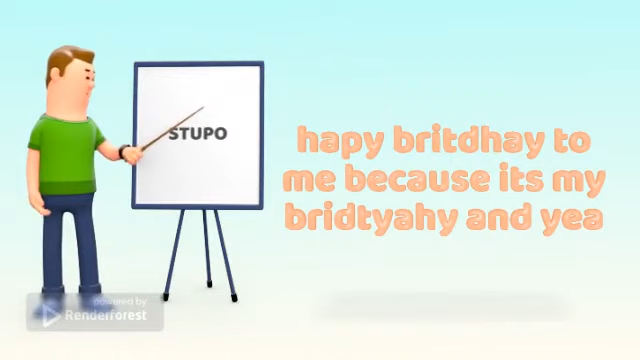 STUPO
hapy britdhay to
me because its my
bridtyahy and yea
powered by
Renderforest